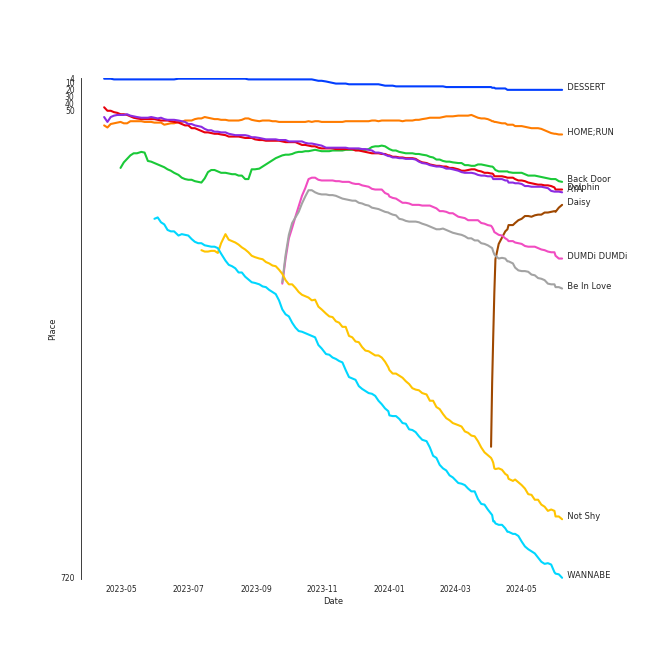 4
10
20
30
40
50
720
Place
2023-05
2023-07
2023-09
2023-11
2024-01
2024-03
2024-05
Date
DESSERT
HOME;RUN
Back Door
Dolphin
Daisy
DUMDi DUMDi
Be In Love
Not Shy
WANNABE